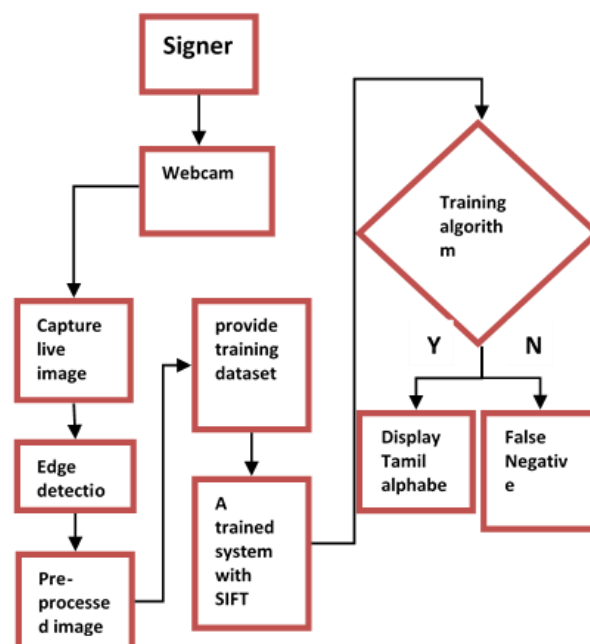 Signer
Webcam
Capture
live
image
Edge
detectio
Pre-
processe
d image
provide
training
dataset
A
trained
system
with
SIFT
Training
algorith
m
Y
N
Display
Tamil
alphabe
False
Negativ
e